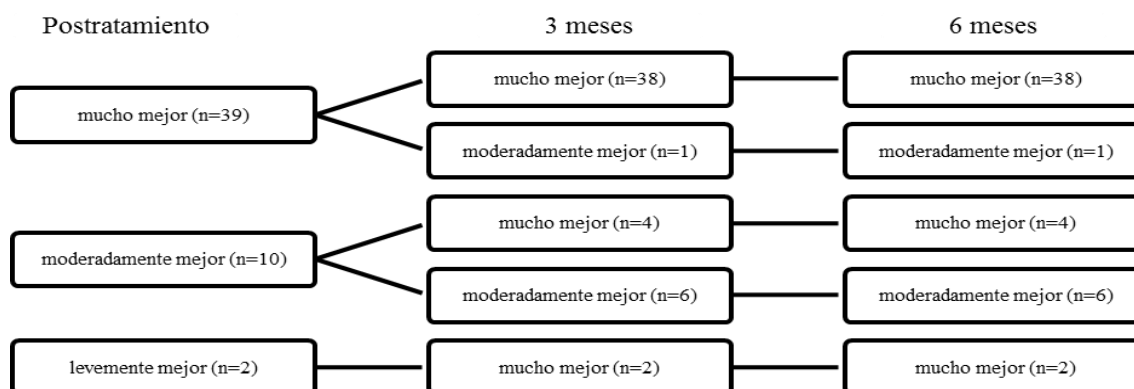 Postratamiento 3 meses 6 meses
mucho mejor (n=39)
mucho mejor (n=38) mucho mejor (n=38)
moderadamente mejor (n=1) moderadamente mejor (n=1)
moderadamente mejor (n=10)
mucho mejor (n=4) mucho mejor (n=4)
moderadamente mejor (n=6) moderadamente mejor (n=6)
levemente mejor (n=2) mucho mejor (n=2) mucho mejor (n=2)